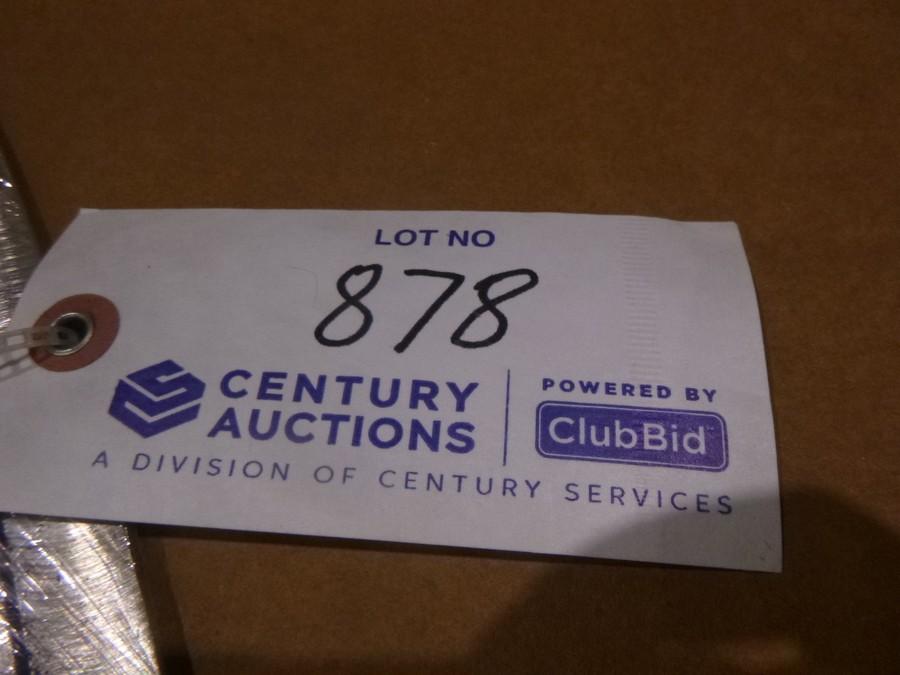 LOT NO
878
CENTURY
AUCTIONS
A DIVISION OF CENTURY SERVICES
POWERED BY
ClubBid